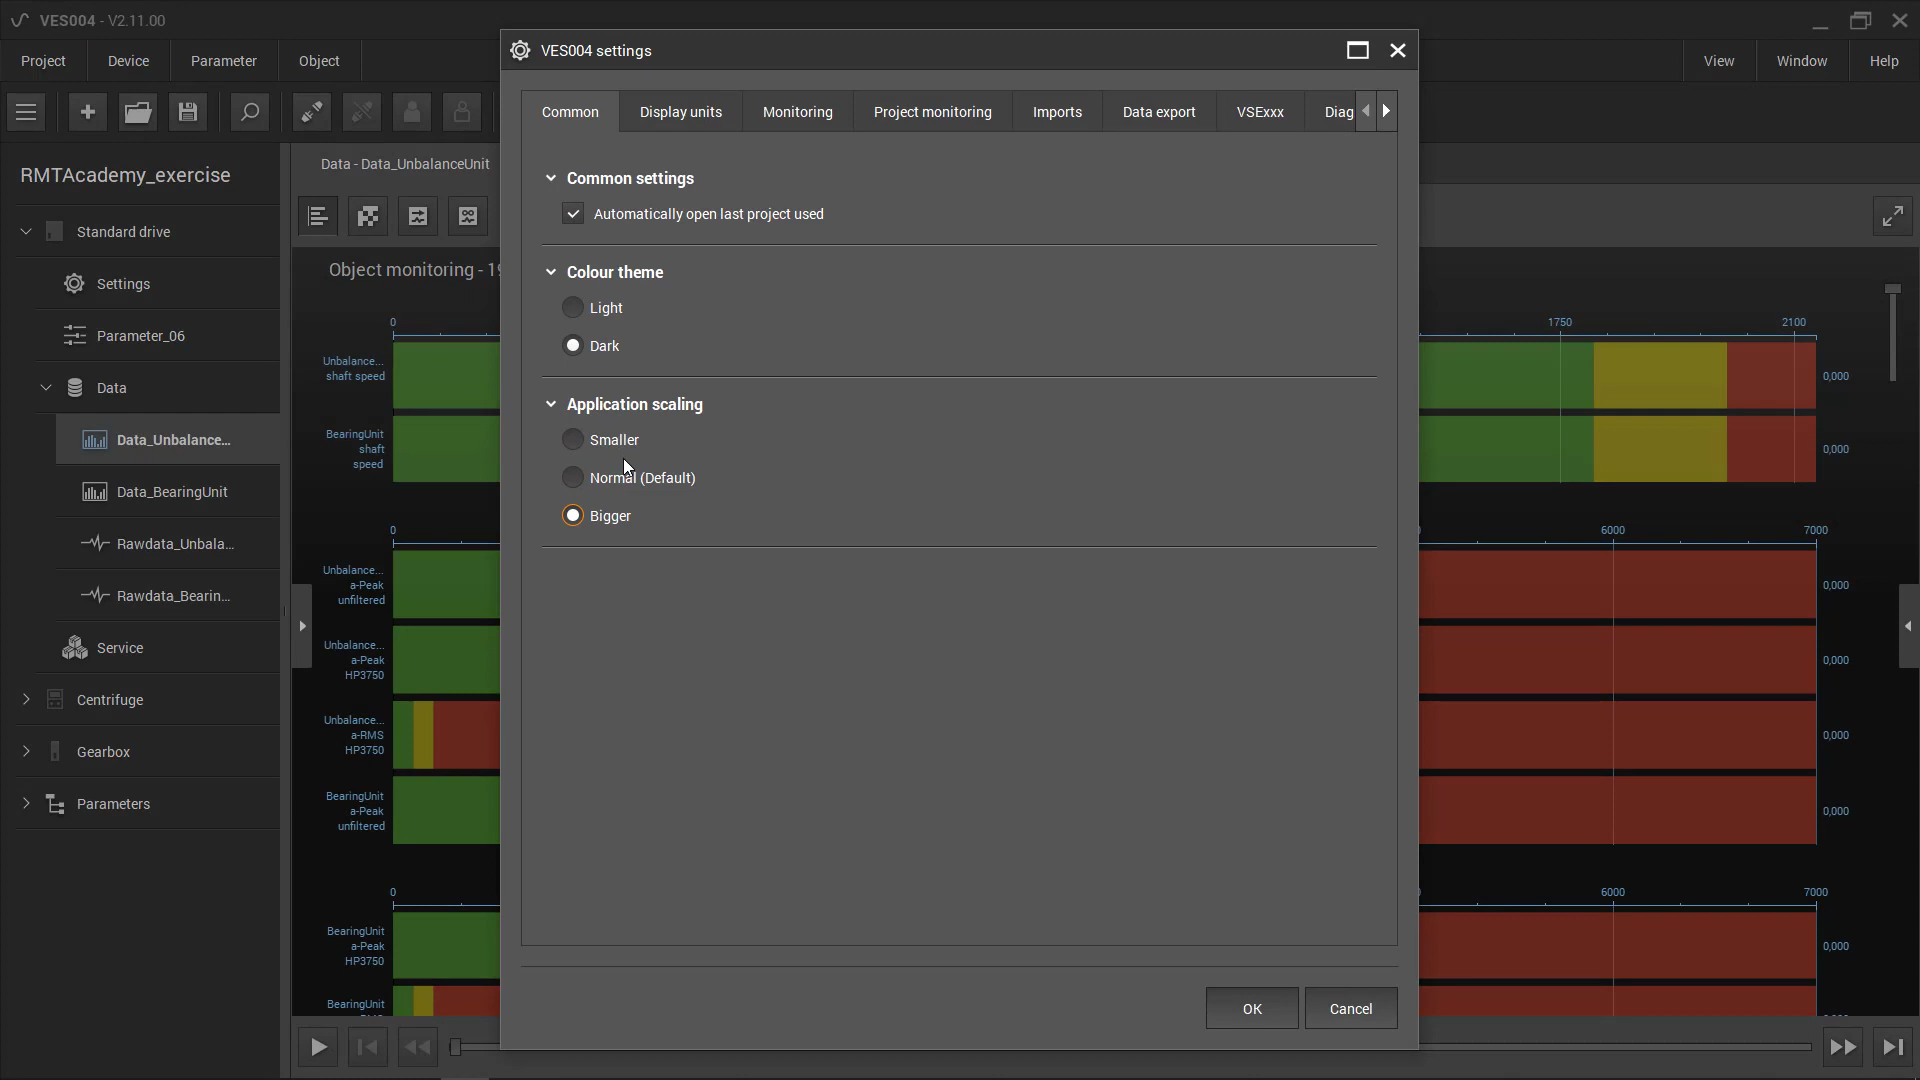 VES004 - V2.11.00
Project
Device
Parameter
Object
View
Window
Help
VES004 settings
Common
Display units
Monitoring
Project monitoring
Imports
Data export
VSExxx
Diag
Common settings
Automatically open last project used
Colour theme
Light
Dark
Application scaling
Smaller
Normal (Default)
Bigger
OK
Cancel
RMTAcademy_exercise
Standard drive
Settings
Parameter_06
Data
Data_Unbalance...
Data_BearingUnit
Rawdata_Unbala...
Rawdata_Bearin...
Service
Centrifuge
Gearbox
Parameters
Data - Data_UnbalanceUnit
Object monitoring - 19
0
1750
2100
Unbalance...
shaft speed
0,000
BearingUnit
shaft
speed
0,000
0
6000
7000
Unbalance...
a-Peak
unfiltered
0,000
Unbalance...
a-Peak
HP3750
0,000
Unbalance...
a-RMS
HP3750
0,000
BearingUnit
a-Peak
unfiltered
0,000
0
6000
7000
BearingUnit
a-Peak
HP3750
0,000
BearingUnit